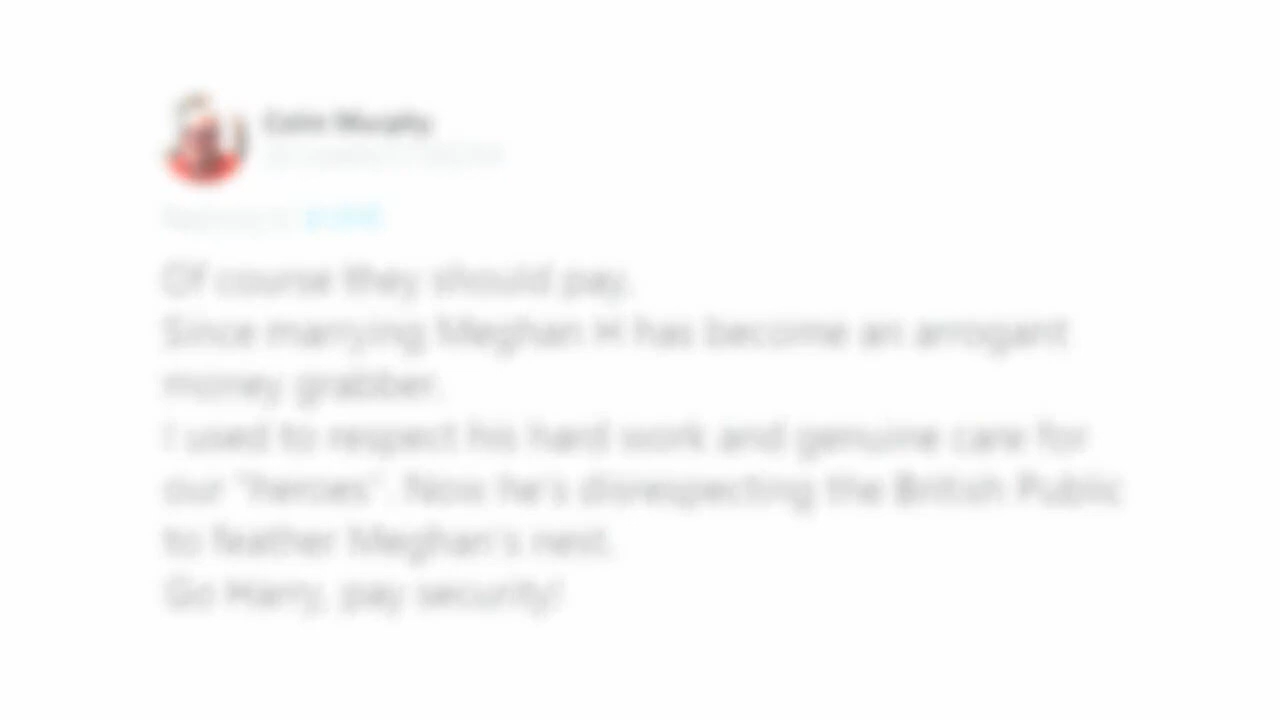 Colin Murphy
Of course they should pay.
Since marrying Meghan H has become an arrogant
money grabber.
I used to respect his hard work and genuine care for
our "heroes". Now he's disrespecting the British Public
to feather Meghan's nest.
Go Harry, pay security!